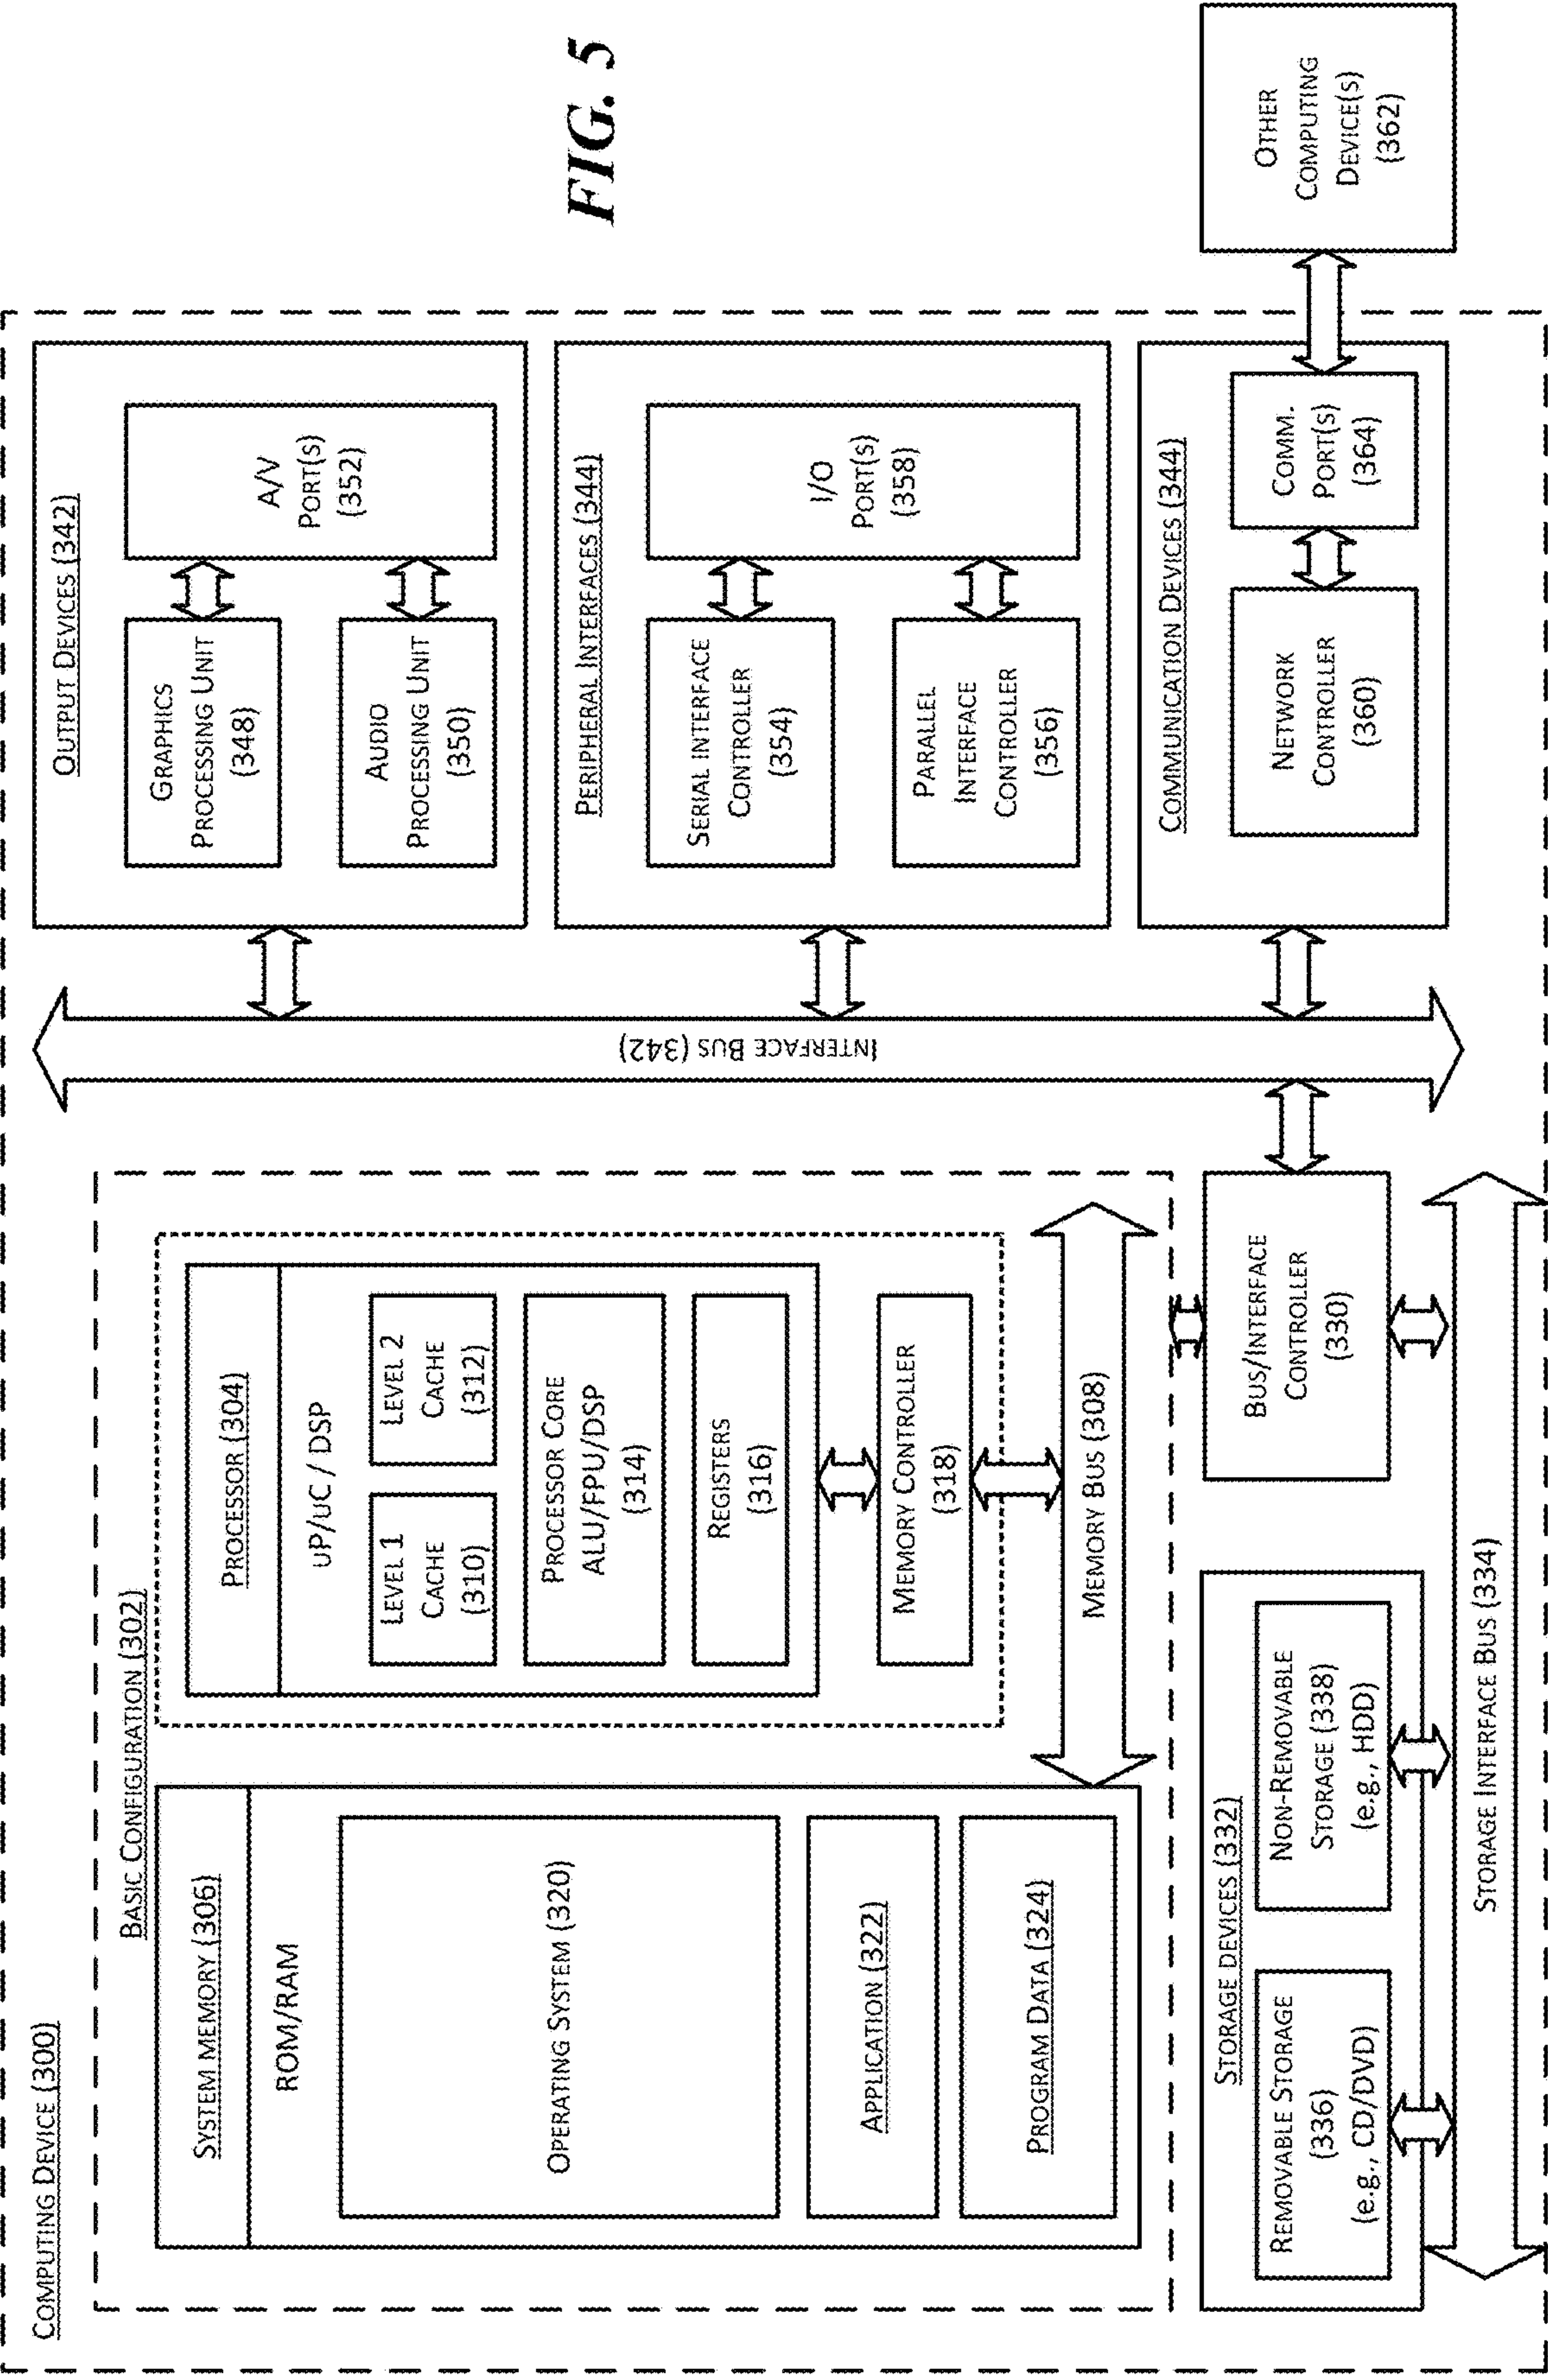 COMPUTING DEVICE (300)
BASIC CONFIGURATION (302)
SYSTEM MEMORY (306)
ROM/RAM
OPERATING SYSTEM (320)
APPLICATION (322)
PROGRAM DATA (324)
PROCESSOR (304)
uP/uC / DSP
LEVEL 1
CACHE
(310)
LEVEL 2
CACHE
(312)
PROCESSOR CORE
ALU/FPU/DSP
(314)
REGISTERS
(316)
MEMORY CONTROLLER
(318)
MEMORY BUS (308)
BUS/INTERFACE
CONTROLLER
(330)
STORAGE DEVICES (332)
REMOVABLE STORAGE
(336)
(e.g., CD/DVD)
NON-REMOVABLE
STORAGE (338)
(e.g., HDD)
STORAGE INTERFACE BUS (334)
INTERFACE BUS (342)
OUTPUT DEVICES (342)
GRAPHICS
PROCESSING UNIT
(348)
AUDIO
PROCESSING UNIT
(350)
A/V
PORT(S)
(352)
PERIPHERAL INTERFACES (344)
SERIAL INTERFACE
CONTROLLER
(354)
PARALLEL
INTERFACE
CONTROLLER
(356)
I/O
PORT(S)
(358)
COMMUNICATION DEVICES (344)
NETWORK
CONTROLLER
(360)
COMM.
PORT(S)
(364)
OTHER
COMPUTING
DEVICE(S)
(362)
FIG. 5